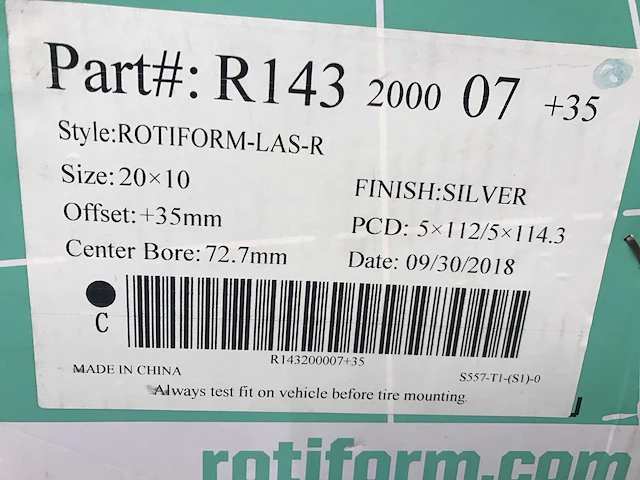 Part#: R143 2000 07 +35
Style:ROTIFORM-LAS-R
Size:20×10
FINISH:SILVER
Offset:+35mm
PCD: 5×112/5×114.3
Center Bore:72.7mm
Date: 09/30/2018
C
R143200007+35
MADE IN CHINA
S557-T1-(S1)-0
Always test fit on vehicle before tire mounting.
rotiform.com